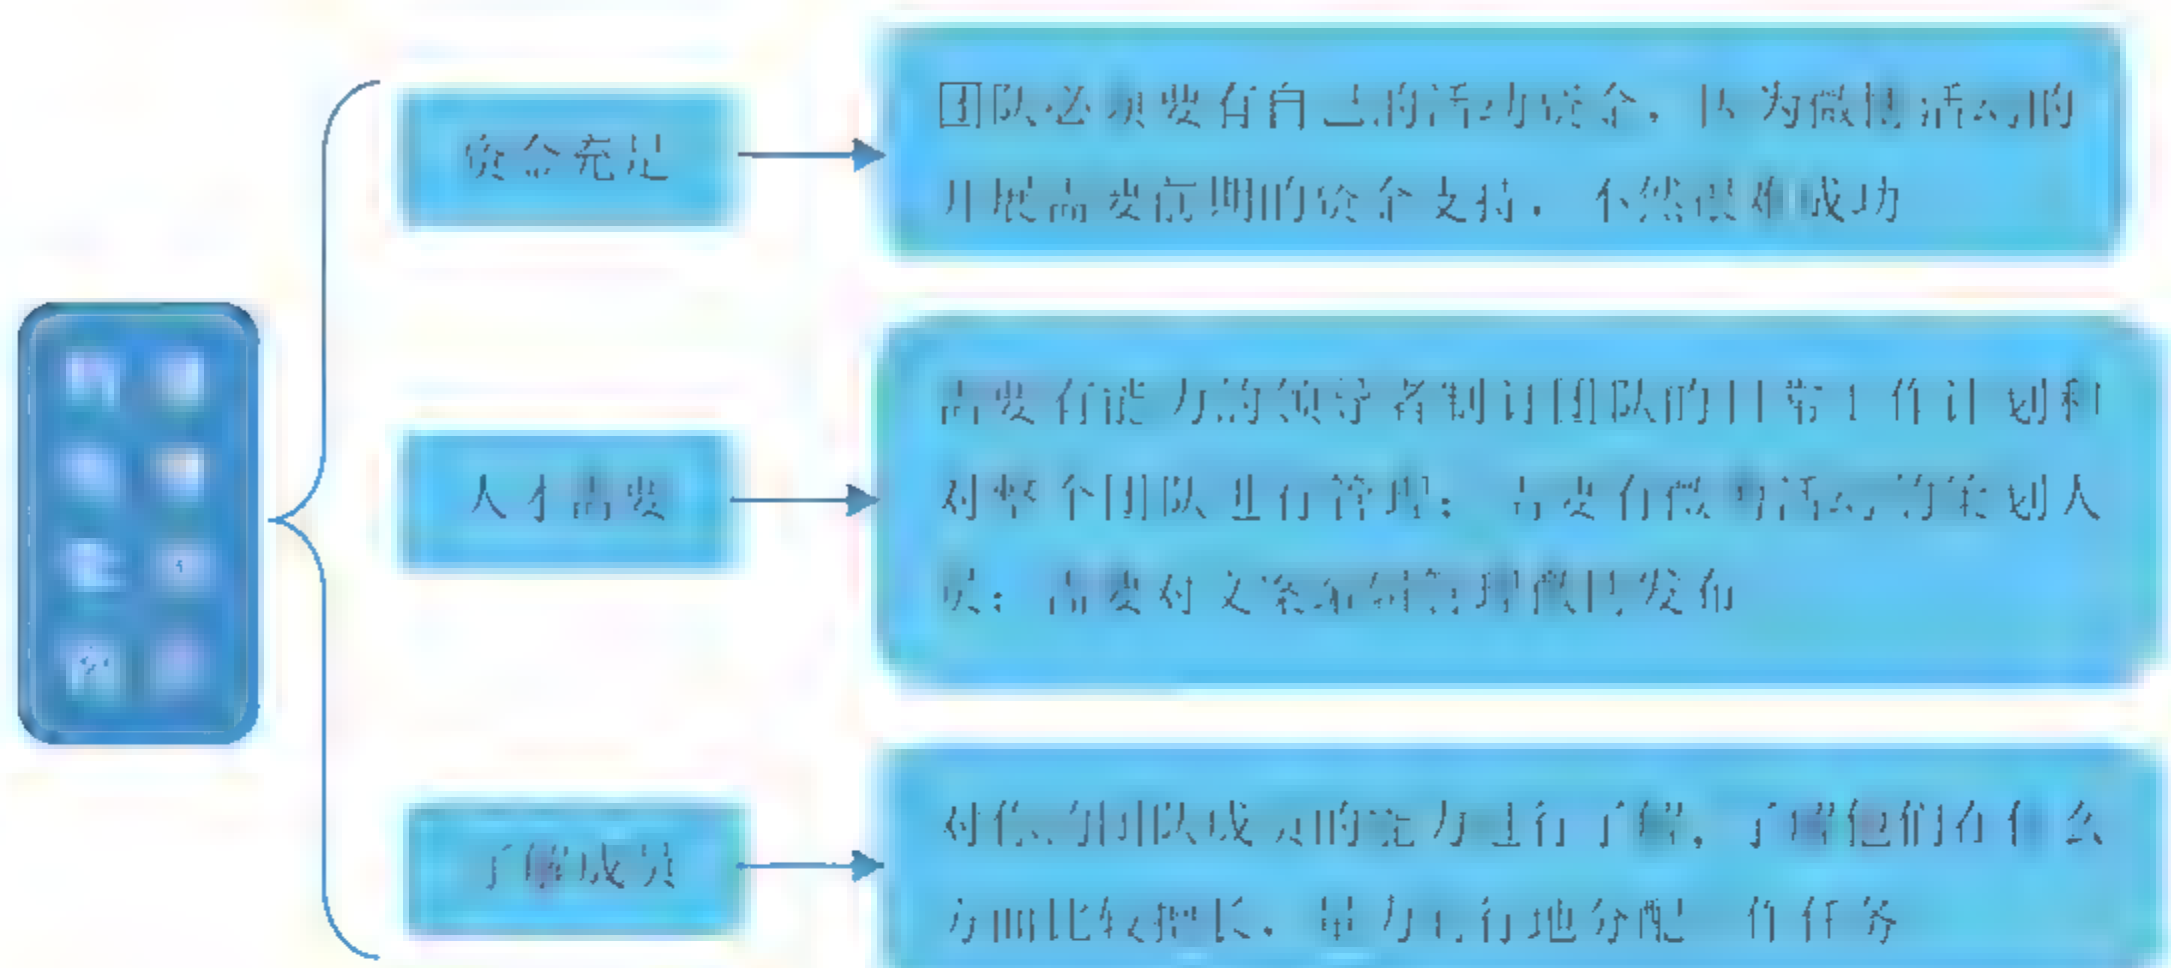 资金充足
团队必须要有自己的活动资金，因为微博活动的
开展需要前期的资金支持，不然很难成功
人才需要
需要有能力的领导者制订团队的日常工作计划和
对整个团队进行管理；需要有微博活动的策划人
员；需要对文案编辑管理微博发布
了解成员
对你的团队成员的能力进行了解，了解他们在什么
方面比较擅长，量力而行地分配工作任务